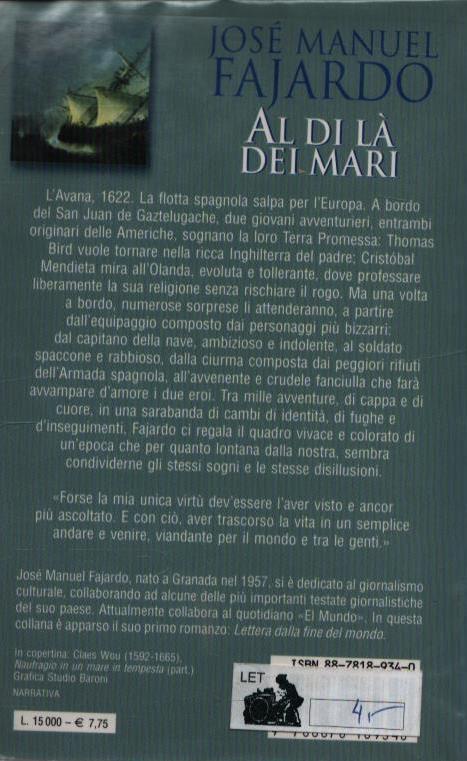 JOSÉ MANUEL
FAJARDO
AL DI LÀ
DEI MARI
L'Avana, 1622. La flotta spagnola salpa per l'Europa. A bordo
del San Juan de Gaztelugache, due giovani avventurieri, entrambi
originari delle Americhe, sognano la loro Terra Promessa: Thomas
Bird vuole tornare nella ricca Inghilterra del padre; Cristóbal
Mendieta mira all'Olanda, evoluta e tollerante, dove professare
liberamente la sua religione senza rischiare il rogo. Ma una volta
a bordo, numerose sorprese li attenderanno, a partire
dall'equipaggio composto dai personaggi più bizzarri:
dal capitano della nave, ambizioso e indolente, al soldato
spaccone e rabbioso, dalla ciurma composta dai peggiori rifiuti
dell'Armada spagnola, all'avvenente e crudele fanciulla che farà
avvampare d'amore i due eroi. Tra mille avventure, di cappa e di
cuore, in una sarabanda di cambi di identità, di fughe e
d'inseguimenti, Fajardo ci regala il quadro vivace e colorato di
un'epoca che per quanto lontana dalla nostra, sembra
condividerne gli stessi sogni e le stesse disillusioni.
«Forse la mia unica virtù dev'essere l'aver visto e ancor
più ascoltato. E con ciò, aver trascorso la vita in un semplice
andare e venire, viandante per il mondo e tra le genti.»
José Manuel Fajardo, nato a Granada nel 1957, si è dedicato al giornalismo
culturale, collaborando ad alcune delle più importanti testate giornalistiche
del suo paese. Attualmente collabora al quotidiano «El Mundo». In questa
collana è apparso il suo primo romanzo: Lettera dalla fine del mondo.
In copertina: Claes Wou (1592-1665),
Naufragio in un mare in tempesta (part.)
Grafica Studio Baroni
NARRATIVA
L. 15000 – € 7,75
ISBN 88-7818-934-0
LET
4,-